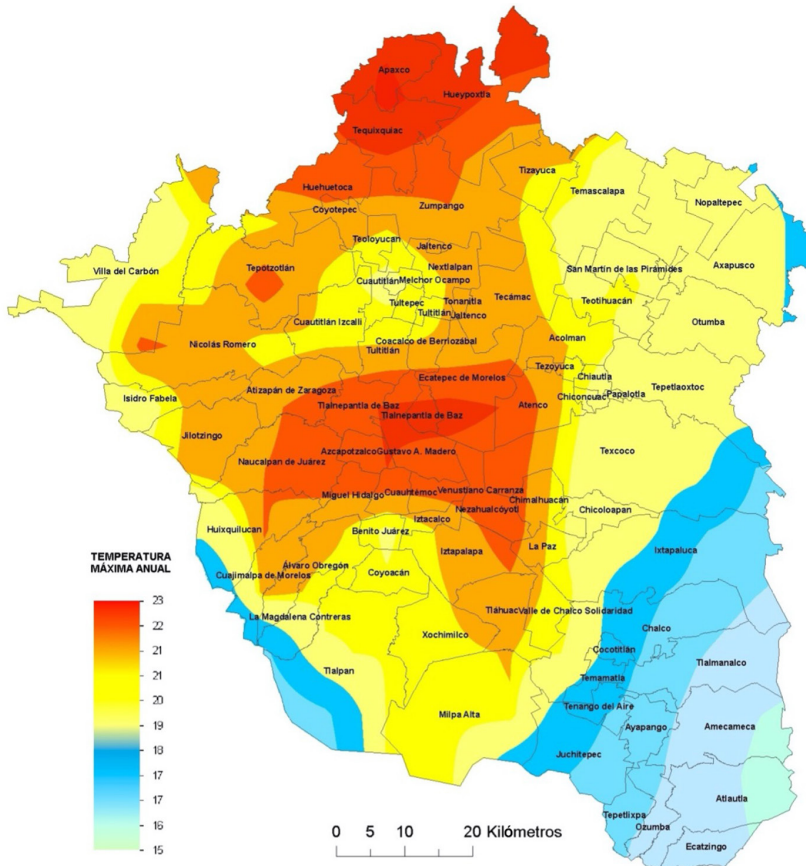 Apaxco
Hueypoxtla
Tequixquiac
Tizayuca
Temascalapa
Huehuetoca
Nopaltepec
Coyotepec
Zumpango
Teoloyucan
Jaltenco
Villa del Carbón
Tepotzotlán
Nextlalpan
San Martín de las Pirámides
Axapusco
Cuautitlán
Melchor Ocampo
Tultepec
Tonanitla
Tecámac
Teotihuacán
Tultitlán
Jaltenco
Otumba
Cuautitlán Izcalli
Nicolás Romero
Coacalco de Berriozábal
Acolman
Tultitlán
Tezoyuca
Ecatepec de Morelos
Chiautla
Tepetlaoxtoc
Atizapán de Zaragoza
Papalotla
Isidro Fabela
Chiconcuac
Tlalnepantla de Baz
Atenco
Tlalnepantla de Baz
Jilotzingo
Azcapotzalco
Gustavo A. Madero
Texcoco
Naucalpan de Juárez
Miguel Hidalgo
Cuauhtémoc
Venustiano Carranza
Chimalhuacán
Nezahualcóyotl
Chicoloapan
Iztacalco
Huixquilucan
Benito Juárez
La Paz
Iztapalapa
Ixtapaluca
Álvaro Obregón
Coyoacán
Cuajimalpa de Morelos
Tláhuac
Valle de Chalco Solidaridad
La Magdalena Contreras
Chalco
Xochimilco
Cocotitlán
Tlalmanalco
Tlalpan
Temamatla
Tenango del Aire
Milpa Alta
Ayapango
Amecameca
Juchitepec
Atlautla
Tepetlixpa
Ozumba
Ecatzingo
TEMPERATURA
MÁXIMA ANUAL
23
22
22
21
21
20
20
19
19
18
17
17
16
16
15
0 5 10 20 Kilómetros